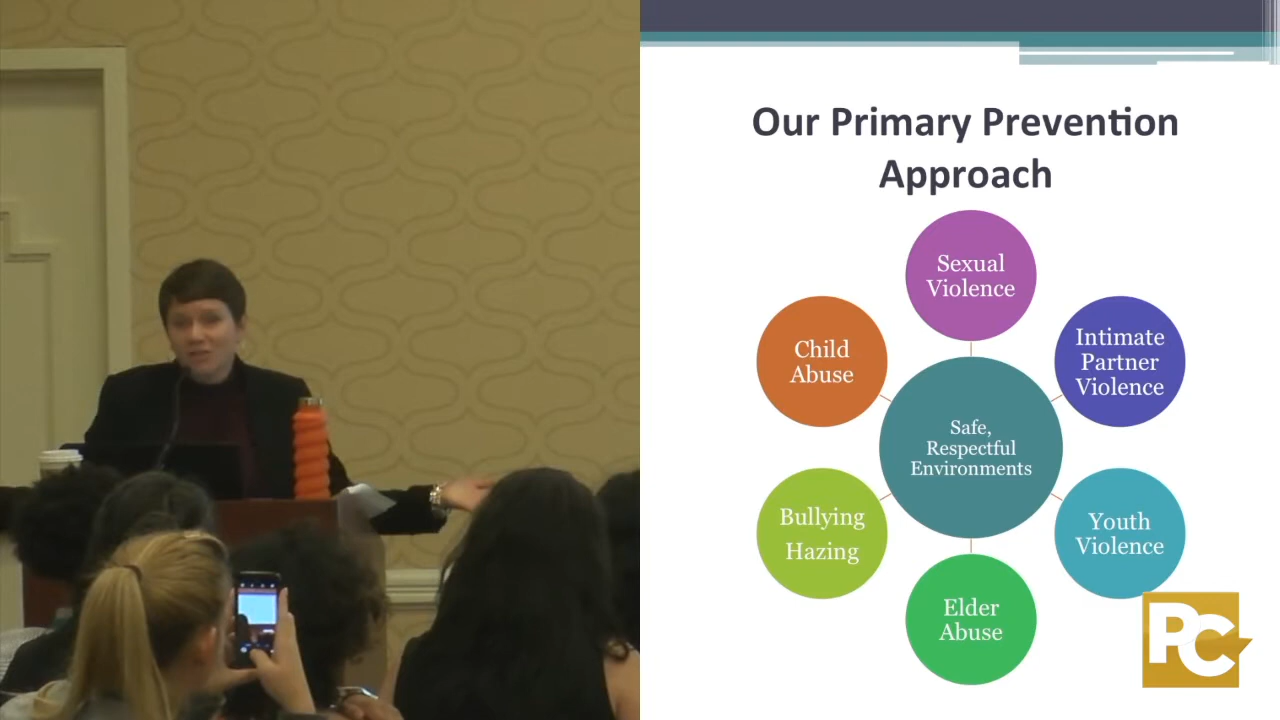 Our Primary Prevention
Approach
Sexual
Violence
Intimate
Partner
Violence
Youth
Violence
Elder
Abuse
Bullying
Hazing
Child
Abuse
Safe,
Respectful
Environments
PC